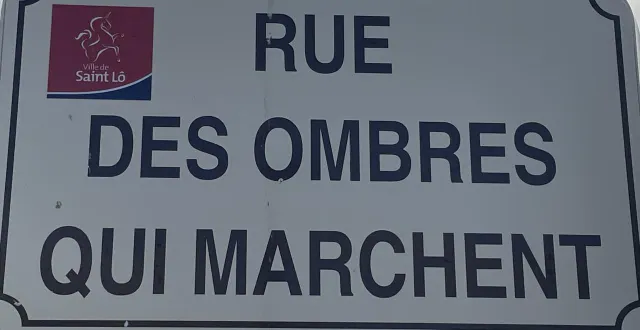 Ville de
Saint Lô
RUE
DES OMBRES
QUI MARCHENT